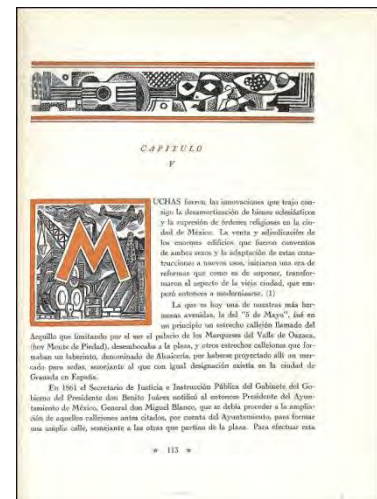 CAPITULO
V
MUCHAS fueron las innovaciones que trajo con-
sigo la desamortización de bienes eclesiásticos
y la supresión de órdenes religiosas en la ciu-
dad de México. La venta y adjudicación de
los enormes edificios que fueron conventos
de ambos sexos y la adaptación de estas cons-
trucciones a nuevos usos, iniciaron una era de
reformas que como es de suponer, transfor-
maron el aspecto de la vieja ciudad, que em-
pezó entonces a modernizarse. (1)
La que es hoy una de nuestras más her-
mosas avenidas, la del "5 de Mayo", fué en
un principio un estrecho callejón llamado del
Arquillo que limitando por el sur el palacio de los Marqueses del Valle de Oaxaca,
(hoy Monte de Piedad), desembocaba a la plaza, y otros estrechos callejones que for-
maban un laberinto, denominado de Alcaicería, por haberse proyectado allí un mer-
cado para sedas, semejante al que con igual designación existía en la ciudad de
Granada en España.
En 1861 el Secretario de Justicia e Instrucción Pública del Gabinete del Go-
bierno del Presidente don Benito Juárez notificó al entonces Presidente del Ayun-
tamiento de México, General don Miguel Blanco, que se debía proceder a la amplia-
ción de aquellos callejones antes citados, por cuenta del Ayuntamiento, para formar
una amplia calle, semejante a las otras que partían de la plaza. Para efectuar esta
* 113 *